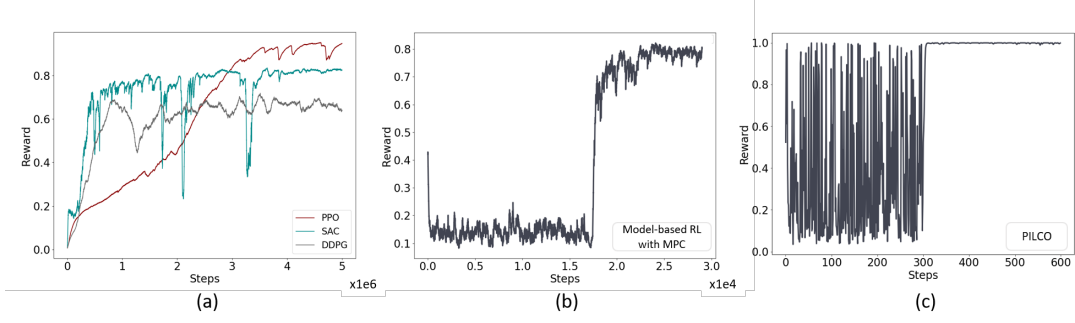 Reward
0.8
0.6
0.4
0.2
0.0
0
1
2
3
4
5
Steps
x1e6
PPO
SAC
DDPG
(a)
Reward
0.8
0.7
0.6
0.5
0.4
0.3
0.2
0.1
0.0
0.5
1.0
1.5
2.0
2.5
3.0
Steps
x1e4
Model-based RL
with MPC
(b)
Reward
1.0
0.8
0.6
0.4
0.2
0.0
0
100
200
300
400
500
600
Steps
PILCO
(c)